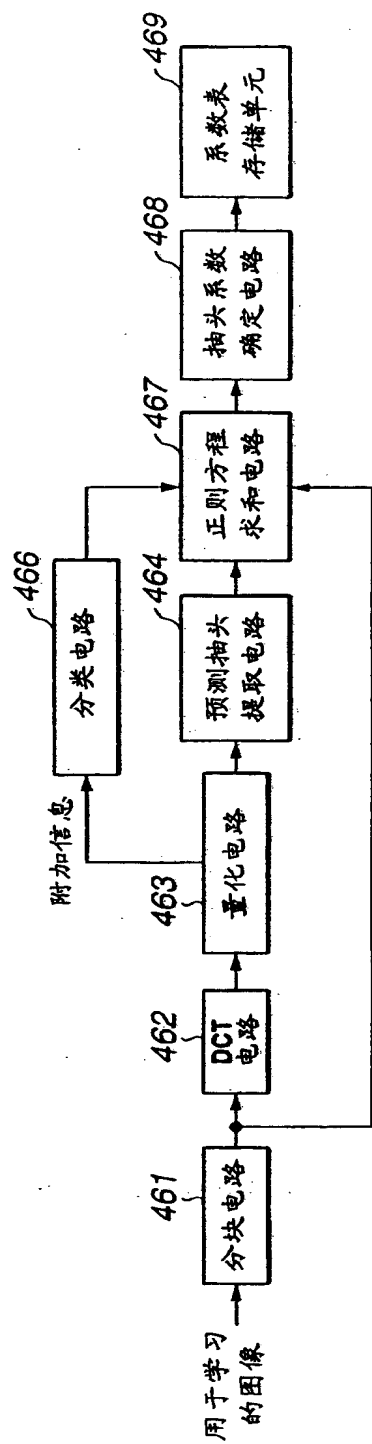 用于学习
的图像
461
分块电路
462
DCT
电路
463
量化电路
附加信息
466
分类电路
464
预测抽头
提取电路
467
正则方程
求和电路
468
抽头系数
确定电路
469
系数表
存储单元